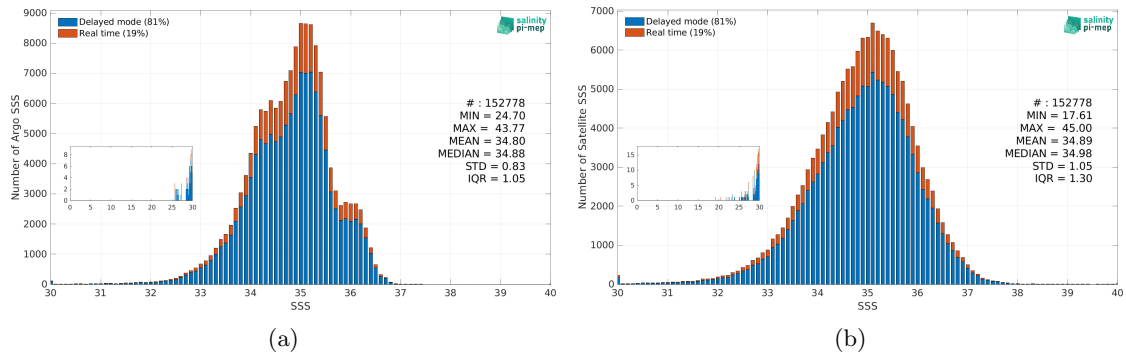 Delayed mode (81%)
Real time (19%)
salinity
pi-mep
9000
8000
7000
6000
5000
4000
3000
2000
1000
0
Number of Argo SSS
# : 152778
MIN = 24.70
MAX = 43.77
MEAN = 34.80
MEDIAN = 34.88
STD = 0.83
IQR = 1.05
8
6
4
2
0
0 5 10 15 20 25 30
30 31 32 33 34 35 36 37 38 39 40
SSS
(a)
Delayed mode (81%)
Real time (19%)
salinity
pi-mep
7000
6000
5000
4000
3000
2000
1000
0
Number of Satellite SSS
# : 152778
MIN = 17.61
MAX = 45.00
MEAN = 34.89
MEDIAN = 34.98
STD = 1.05
IQR = 1.30
15
10
5
0
0 5 10 15 20 25 30
30 31 32 33 34 35 36 37 38 39 40
SSS
(b)